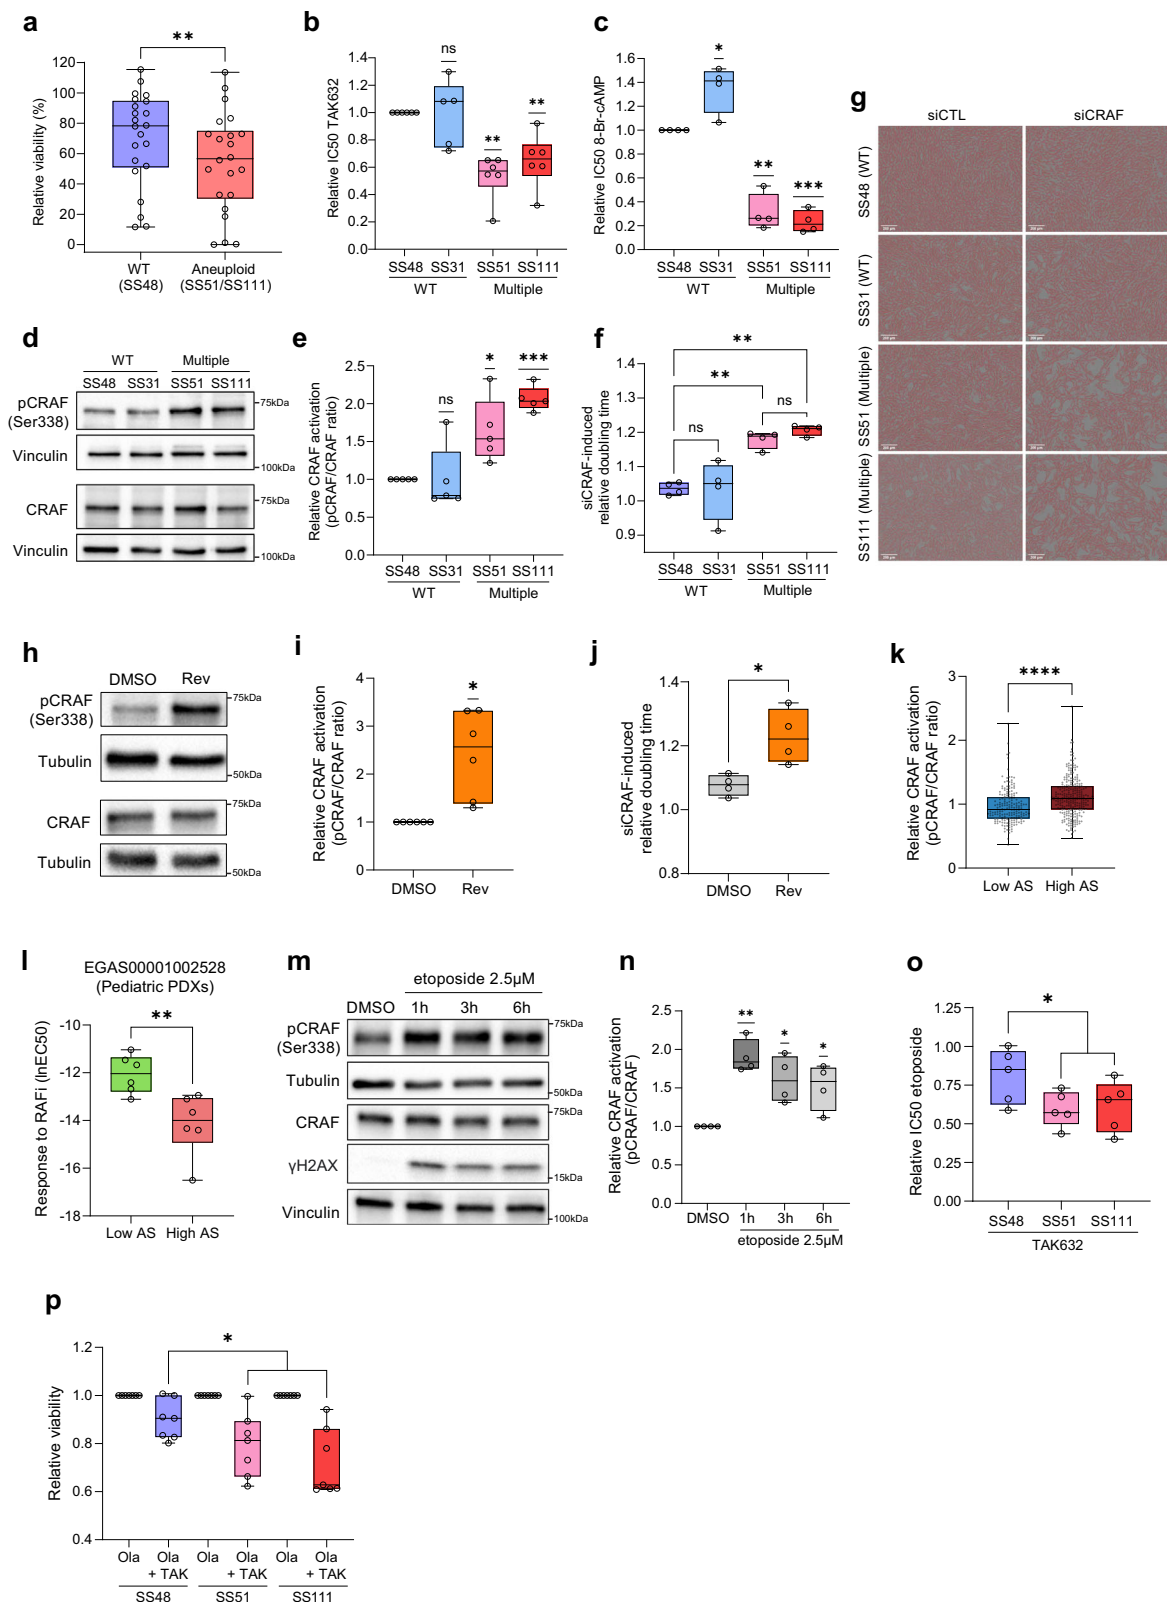 a
**
Relative viability (%)
140
120
100
80
60
40
20
0
WT
(SS48)
Aneuploid
(SS51/SS111)
b
Relative IC50 TAK632
1.4
1.2
1.0
0.8
0.6
0.4
0.2
0.0
ns
**
**
SS48 SS31 SS51 SS111
WT Multiple
c
Relative IC50 8-Br-cAMP
1.6
1.4
1.2
1.0
0.8
0.6
0.4
0.2
0.0
*
**
***
SS48 SS31 SS51 SS111
WT Multiple
g
siCTL siCRAF
SS48 (WT)
SS31 (WT)
SS51 (Multiple)
SS111 (Multiple)
d
WT Multiple
SS48 SS31 SS51 SS111
pCRAF
(Ser338)
75kDa
Vinculin
100kDa
CRAF
75kDa
Vinculin
100kDa
e
Relative CRAF activation
(pCRAF/CRAF ratio)
2.5
2.0
1.5
1.0
0.5
0.0
ns
*
***
SS48 SS31 SS51 SS111
WT Multiple
f
siCRAF-induced
relative doubling time
1.4
1.3
1.2
1.1
1.0
0.9
**
**
ns
ns
SS48 SS31 SS51 SS111
WT Multiple
h
DMSO Rev
pCRAF
(Ser338)
75kDa
Tubulin
50kDa
CRAF
75kDa
Tubulin
50kDa
i
Relative CRAF activation
(pCRAF/CRAF ratio)
4
3
2
1
0
*
DMSO Rev
j
siCRAF-induced
relative doubling time
1.4
1.2
1.0
0.8
*
DMSO Rev
k
Relative CRAF activation
(pCRAF/CRAF ratio)
3
2
1
0
****
Low AS High AS
l
EGAS00001002528
(Pediatric PDXs)
Response to RAFi (lnEC50)
-10
-12
-14
-16
-18
**
Low AS High AS
m
etoposide 2.5µM
DMSO 1h 3h 6h
pCRAF
(Ser338)
75kDa
Tubulin
50kDa
CRAF
75kDa
γH2AX
15kDa
Vinculin
100kDa
n
Relative CRAF activation
(pCRAF/CRAF)
2.5
2.0
1.5
1.0
0.5
0.0
**
*
*
DMSO 1h 3h 6h
etoposide 2.5µM
o
Relative IC50 etoposide
1.25
1.00
0.75
0.50
0.25
0.00
*
SS48 SS51 SS111
TAK632
p
Relative viability
1.2
1.0
0.8
0.6
0.4
*
Ola Ola Ola Ola Ola Ola
+ TAK + TAK + TAK
SS48 SS51 SS111